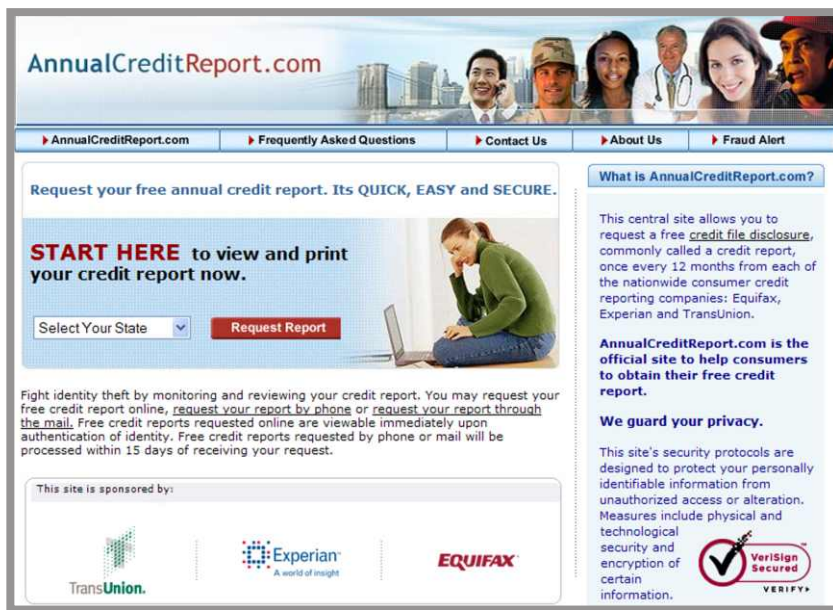 AnnualCreditReport.com
AnnualCreditReport.com
Frequently Asked Questions
Contact Us
About Us
Fraud Alert
Request your free annual credit report. Its QUICK, EASY and SECURE.
START HERE to view and print
your credit report now.
Select Your State
Request Report
Fight identity theft by monitoring and reviewing your credit report. You may request your
free credit report online, request your report by phone or request your report through
the mail. Free credit reports requested online are viewable immediately upon
authentication of identity. Free credit reports requested by phone or mail will be
processed within 15 days of receiving your request.
This site is sponsored by:
TransUnion.
Experian
A world of insight
EQUIFAX
What is AnnualCreditReport.com?
This central site allows you to
request a free credit file disclosure,
commonly called a credit report,
once every 12 months from each of
the nationwide consumer credit
reporting companies: Equifax,
Experian and TransUnion.
AnnualCreditReport.com is the
official site to help consumers
to obtain their free credit
report.
We guard your privacy.
This site's security protocols are
designed to protect your personally
identifiable information from
unauthorized access or alteration.
Measures include physical and
technological
security and
encryption of
certain
information.
VeriSign
Secured
VERIFY